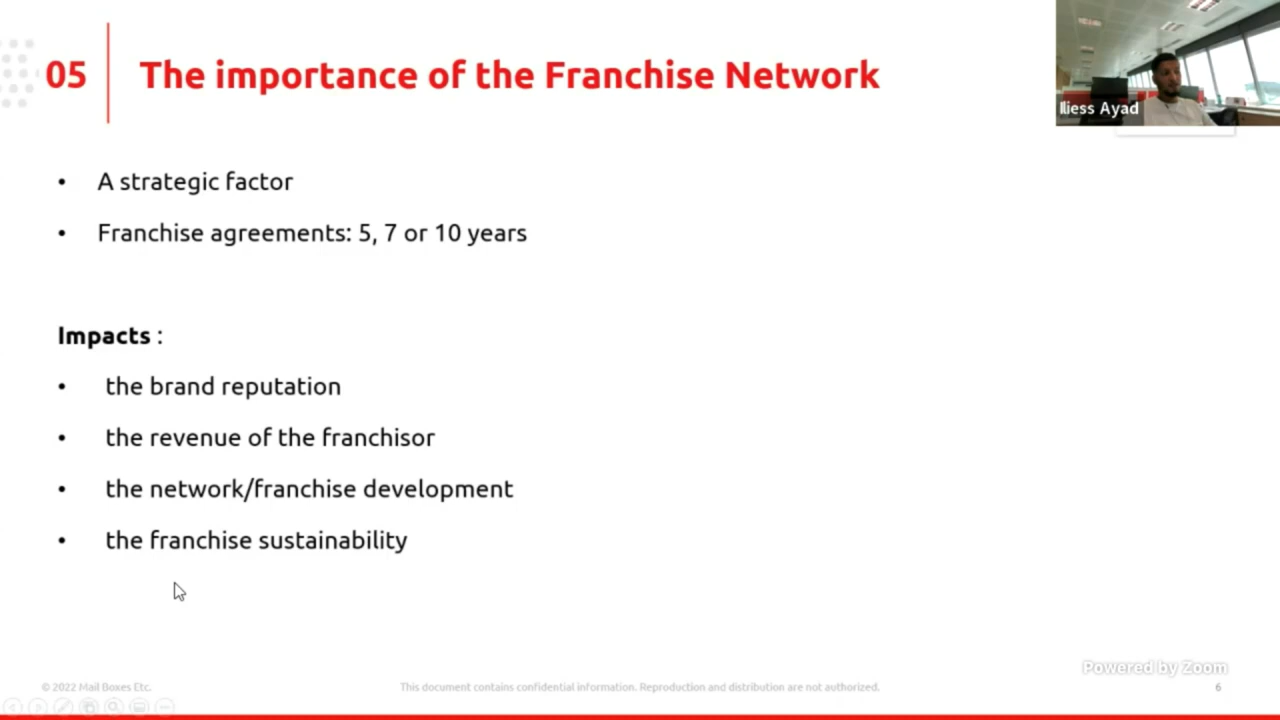 05
The importance of the Franchise Network
Iliess Ayad
• A strategic factor
• Franchise agreements: 5, 7 or 10 years
Impacts :
• the brand reputation
• the revenue of the franchisor
• the network/franchise development
• the franchise sustainability
Powered by Zoom
© 2022 Mail Boxes Etc.
This document contains confidential information. Reproduction and distribution are not authorized.
6